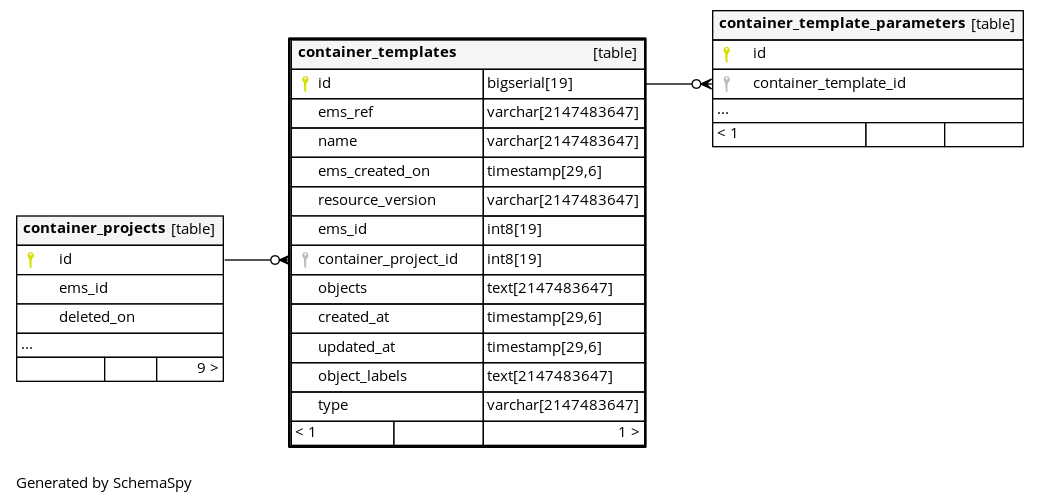 container_template_parameters [table]
id
container_template_id
...
< 1
container_templates [table]
id bigserial[19]
ems_ref varchar[2147483647]
name varchar[2147483647]
ems_created_on timestamp[29,6]
resource_version varchar[2147483647]
ems_id int8[19]
container_project_id int8[19]
objects text[2147483647]
created_at timestamp[29,6]
updated_at timestamp[29,6]
object_labels text[2147483647]
type varchar[2147483647]
< 1 1 >
container_projects [table]
id
ems_id
deleted_on
...
9 >
Generated by SchemaSpy